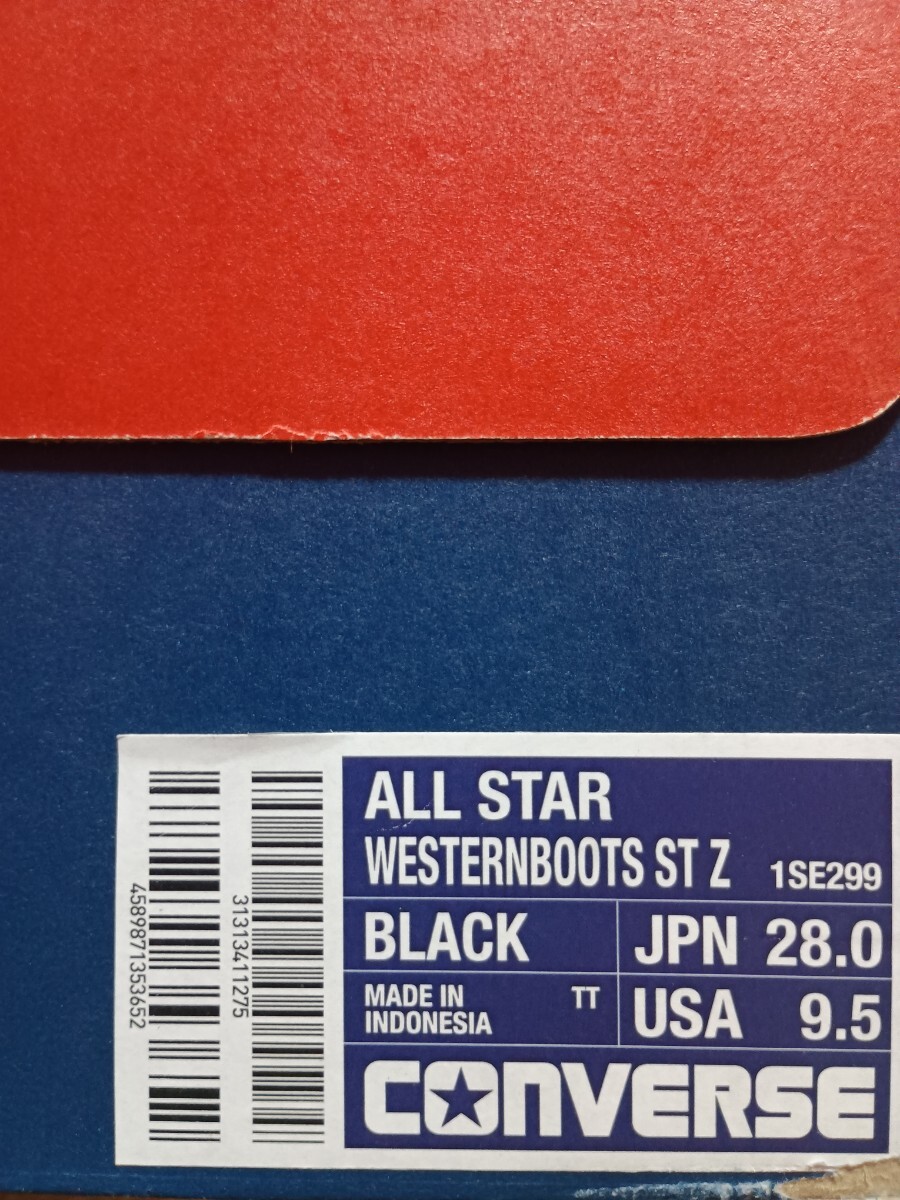 ALL STAR
WESTERNBOOTS ST Z 1SE299
BLACK
JPN 28.0
MADE IN
INDONESIA
TT
USA 9.5
CONVERSE
4589871353652
31313411275